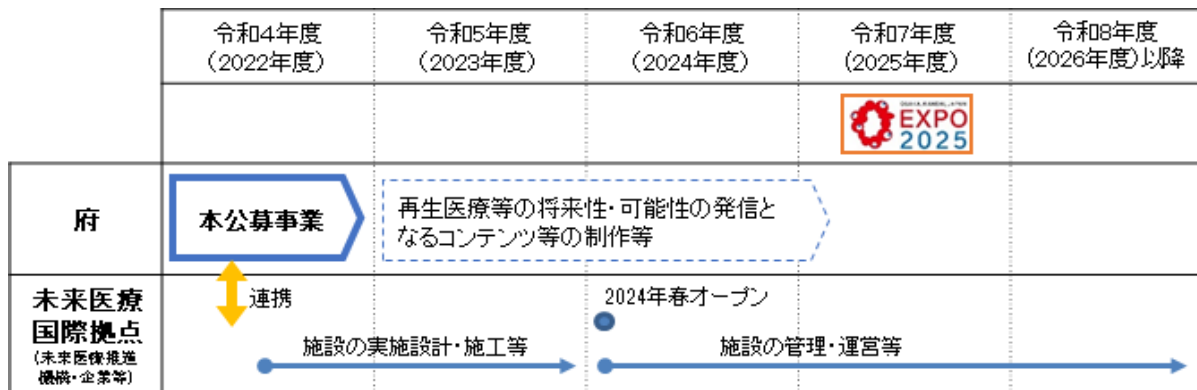 令和4年度
(2022年度)
令和5年度
(2023年度)
令和6年度
(2024年度)
令和7年度
(2025年度)
令和8年度
(2026年度)以降
EXPO
2025
府
本公募事業
再生医療等の将来性・可能性の発信と
なるコンテンツ等の制作等
未来医療
国際拠点
(未来医療推進
機構・企業等)
連携
2024年春オープン
施設の実施設計・施工等
施設の管理・運営等